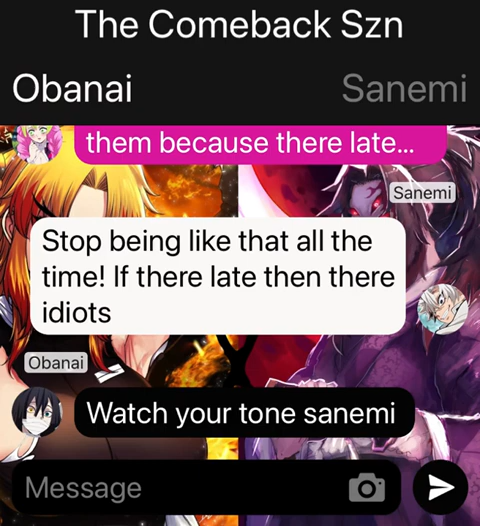 The Comeback Szn
Obanai
Sanemi
them because there late...
Sanemi
Stop being like that all the
time! If there late then there
idiots
Obanai
Watch your tone sanemi
Message